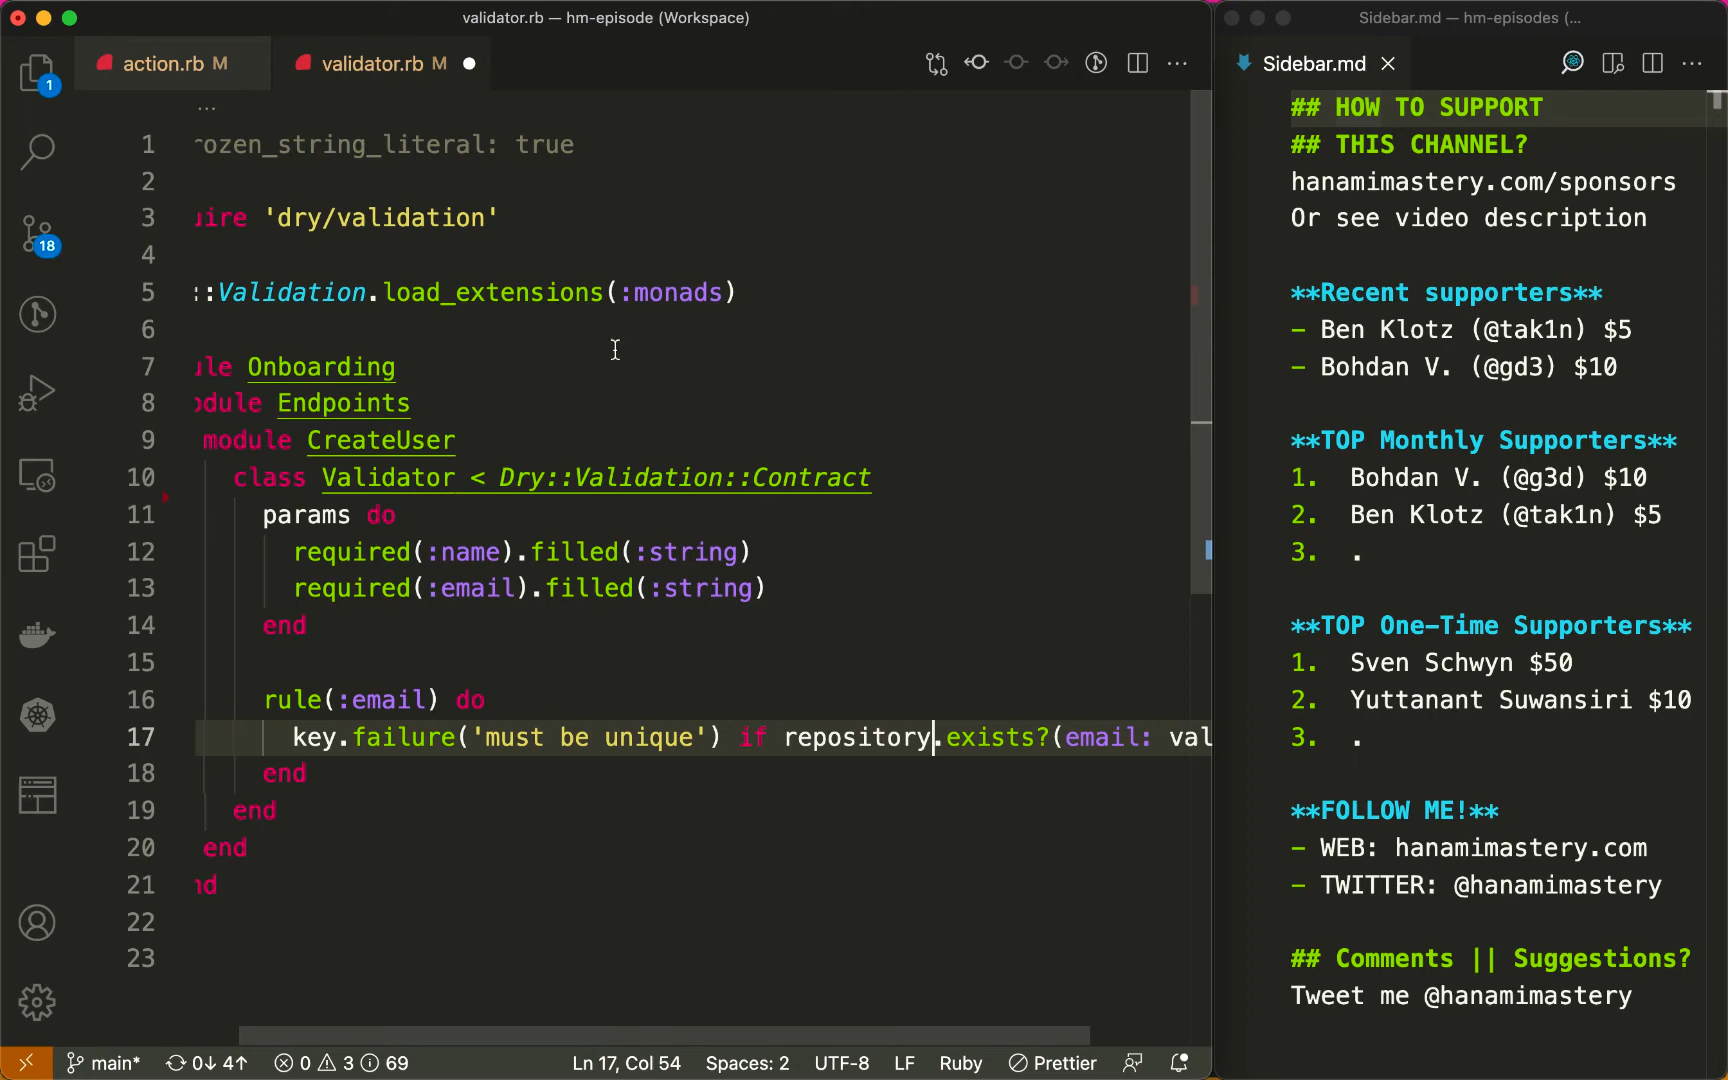 validator.rb — hm-episode (Workspace)
action.rb M
validator.rb M
...
1 rozen_string_literal: true
2
3 uire 'dry/validation'
4
5 ::Validation.load_extensions(:monads)
6
7 ule Onboarding
8 odule Endpoints
9 module CreateUser
10 class Validator < Dry::Validation::Contract
11 params do
12 required(:name).filled(:string)
13 required(:email).filled(:string)
14 end
15
16 rule(:email) do
17 key.failure('must be unique') if repository.exists?(email: val
18 end
19 end
20 end
21 nd
22
23
1
18
main* 0↓ 4↑ 0 3 69 Ln 17, Col 54 Spaces: 2 UTF-8 LF Ruby Prettier
Sidebar.md — hm-episodes (...
Sidebar.md
## HOW TO SUPPORT
## THIS CHANNEL?
hanamimastery.com/sponsors
Or see video description
**Recent supporters**
- Ben Klotz (@tak1n) $5
- Bohdan V. (@gd3) $10
**TOP Monthly Supporters**
1. Bohdan V. (@g3d) $10
2. Ben Klotz (@tak1n) $5
3. .
**TOP One-Time Supporters**
1. Sven Schwyn $50
2. Yuttanant Suwansiri $10
3. .
**FOLLOW ME!**
- WEB: hanamimastery.com
- TWITTER: @hanamimastery
## Comments || Suggestions?
Tweet me @hanamimastery